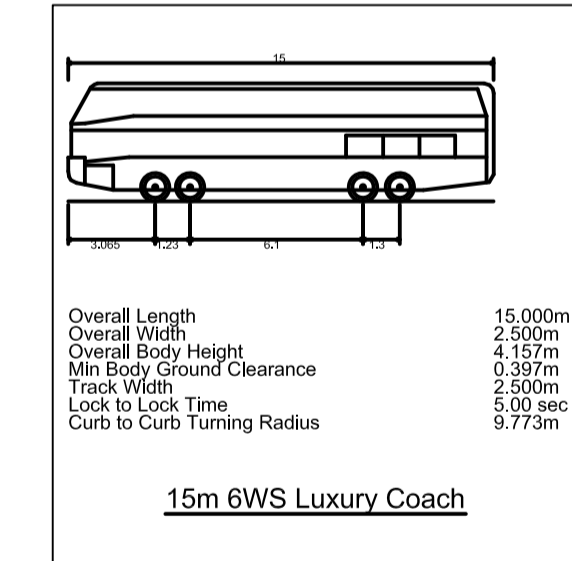 15
3.065 1.23 6.1 1.3
Overall Length 15.000m
Overall Width 2.500m
Overall Body Height 4.157m
Min Body Ground Clearance 0.397m
Track Width 2.500m
Lock to Lock Time 5.00 sec
Curb to Curb Turning Radius 9.773m
15m 6WS Luxury Coach